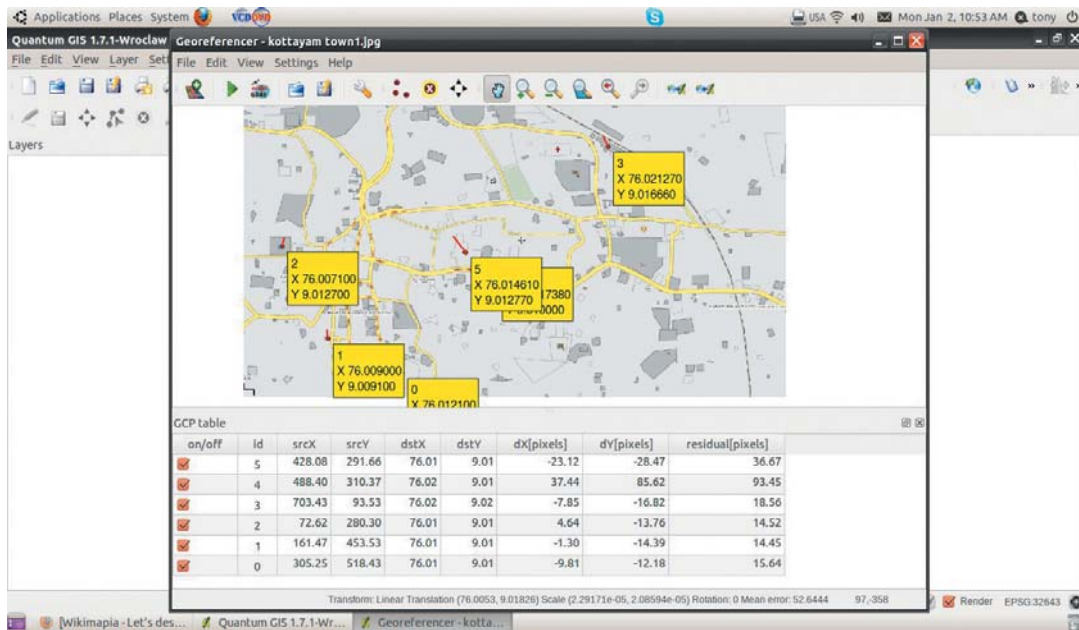 Applications Places System VCDOVD USA Mon Jan 2, 10:53 AM tony
Quantum GIS 1.7.1-Wroclaw
File Edit View Layer Sett
Layers
Georeferencer - kottayam town1.jpg
File Edit View Settings Help
3
X 76.021270
Y 9.016660
2
X 76.007100
Y 9.012700
5
X 76.014610
Y 9.012770
17380
1
X 76.009000
Y 9.009100
0
X 76.012100
GCP table
on/off id srcX srcY dstX dstY dX[pixels] dY[pixels] residual[pixels]
5 428.08 291.66 76.01 9.01 -23.12 -28.47 36.67
4 488.40 310.37 76.02 9.01 37.44 85.62 93.45
3 703.43 93.53 76.02 9.02 -7.85 -16.82 18.56
2 72.62 280.30 76.01 9.01 4.64 -13.76 14.52
1 161.47 453.53 76.01 9.01 -1.30 -14.39 14.45
0 305.25 518.43 76.01 9.01 -9.81 -12.18 15.64
Transform: Linear Translation (76.0053, 9.01826) Scale (2.29171e-05, 2.08594e-05) Rotation: 0 Mean error: 52.6444 97,-358
Render EPSG:32643
[Wikimapia - Let's des... Quantum GIS 1.7.1-Wr... Georeferencer - kotta...